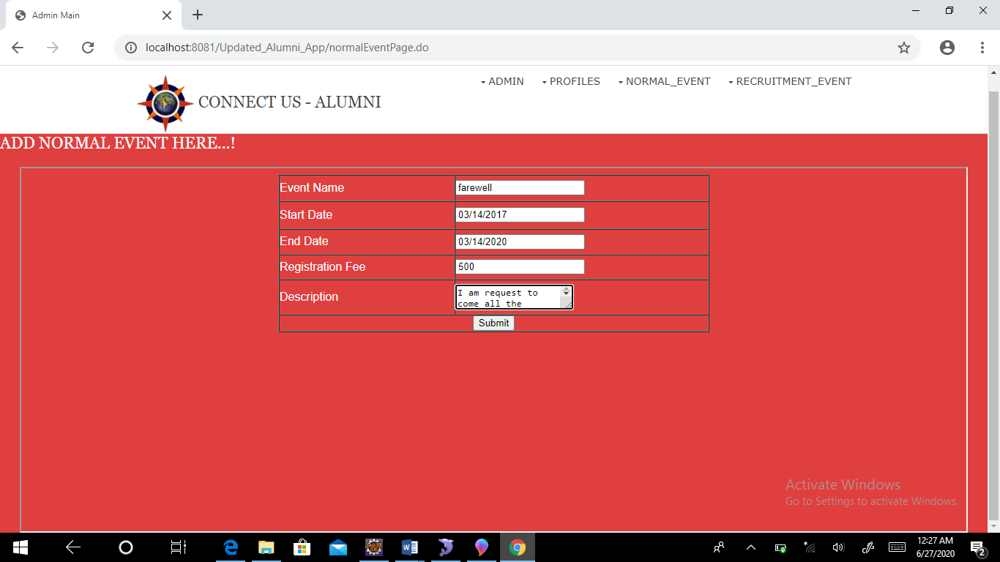 Admin Main
localhost:8081/Updated_Alumni_App/normalEventPage.do
ADMIN PROFILES NORMAL_EVENT RECRUITMENT_EVENT
CONNECT US - ALUMNI
ADD NORMAL EVENT HERE...!
Event Name farewell
Start Date 03/14/2017
End Date 03/14/2020
Registration Fee 500
Description I am request to
come all the
Submit
Activate Windows
Go to Settings to activate Windows.
12:27 AM
6/27/2020
2